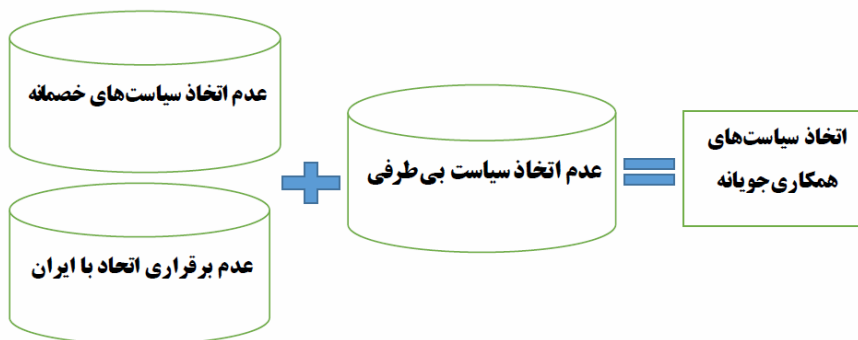 عدم اتخاذ سیاست‌های خصمانه
عدم برقراری اتحاد با ایران
عدم اتخاذ سیاست بی‌طرفی
اتخاذ سیاست‌های
همکاری‌جویانه